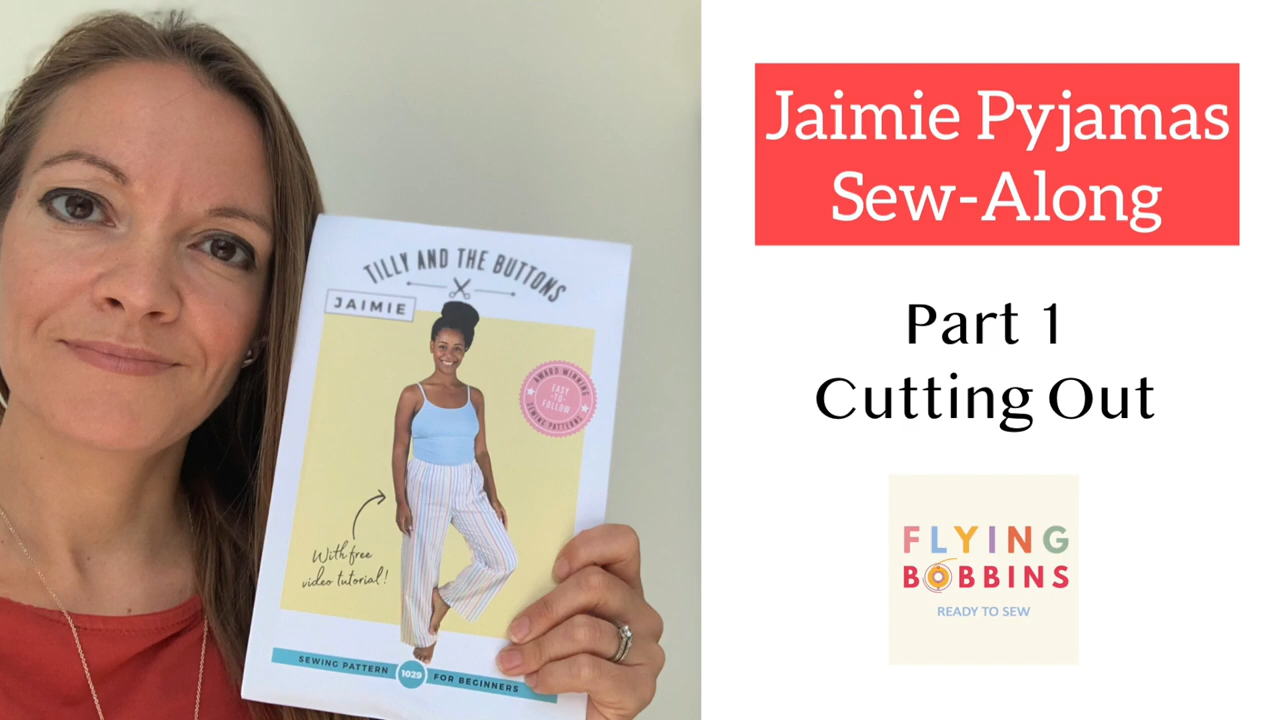 TILLY AND THE BUTTONS
JAIMIE
AWARD WINNING
EASY
-TO-
FOLLOW
SEWING PATTERNS
With free
video tutorial!
SEWING PATTERN 1029 FOR BEGINNERS
Jaimie Pyjamas
Sew-Along
Part 1
Cutting Out
FLYING
BOBBINS
READY TO SEW